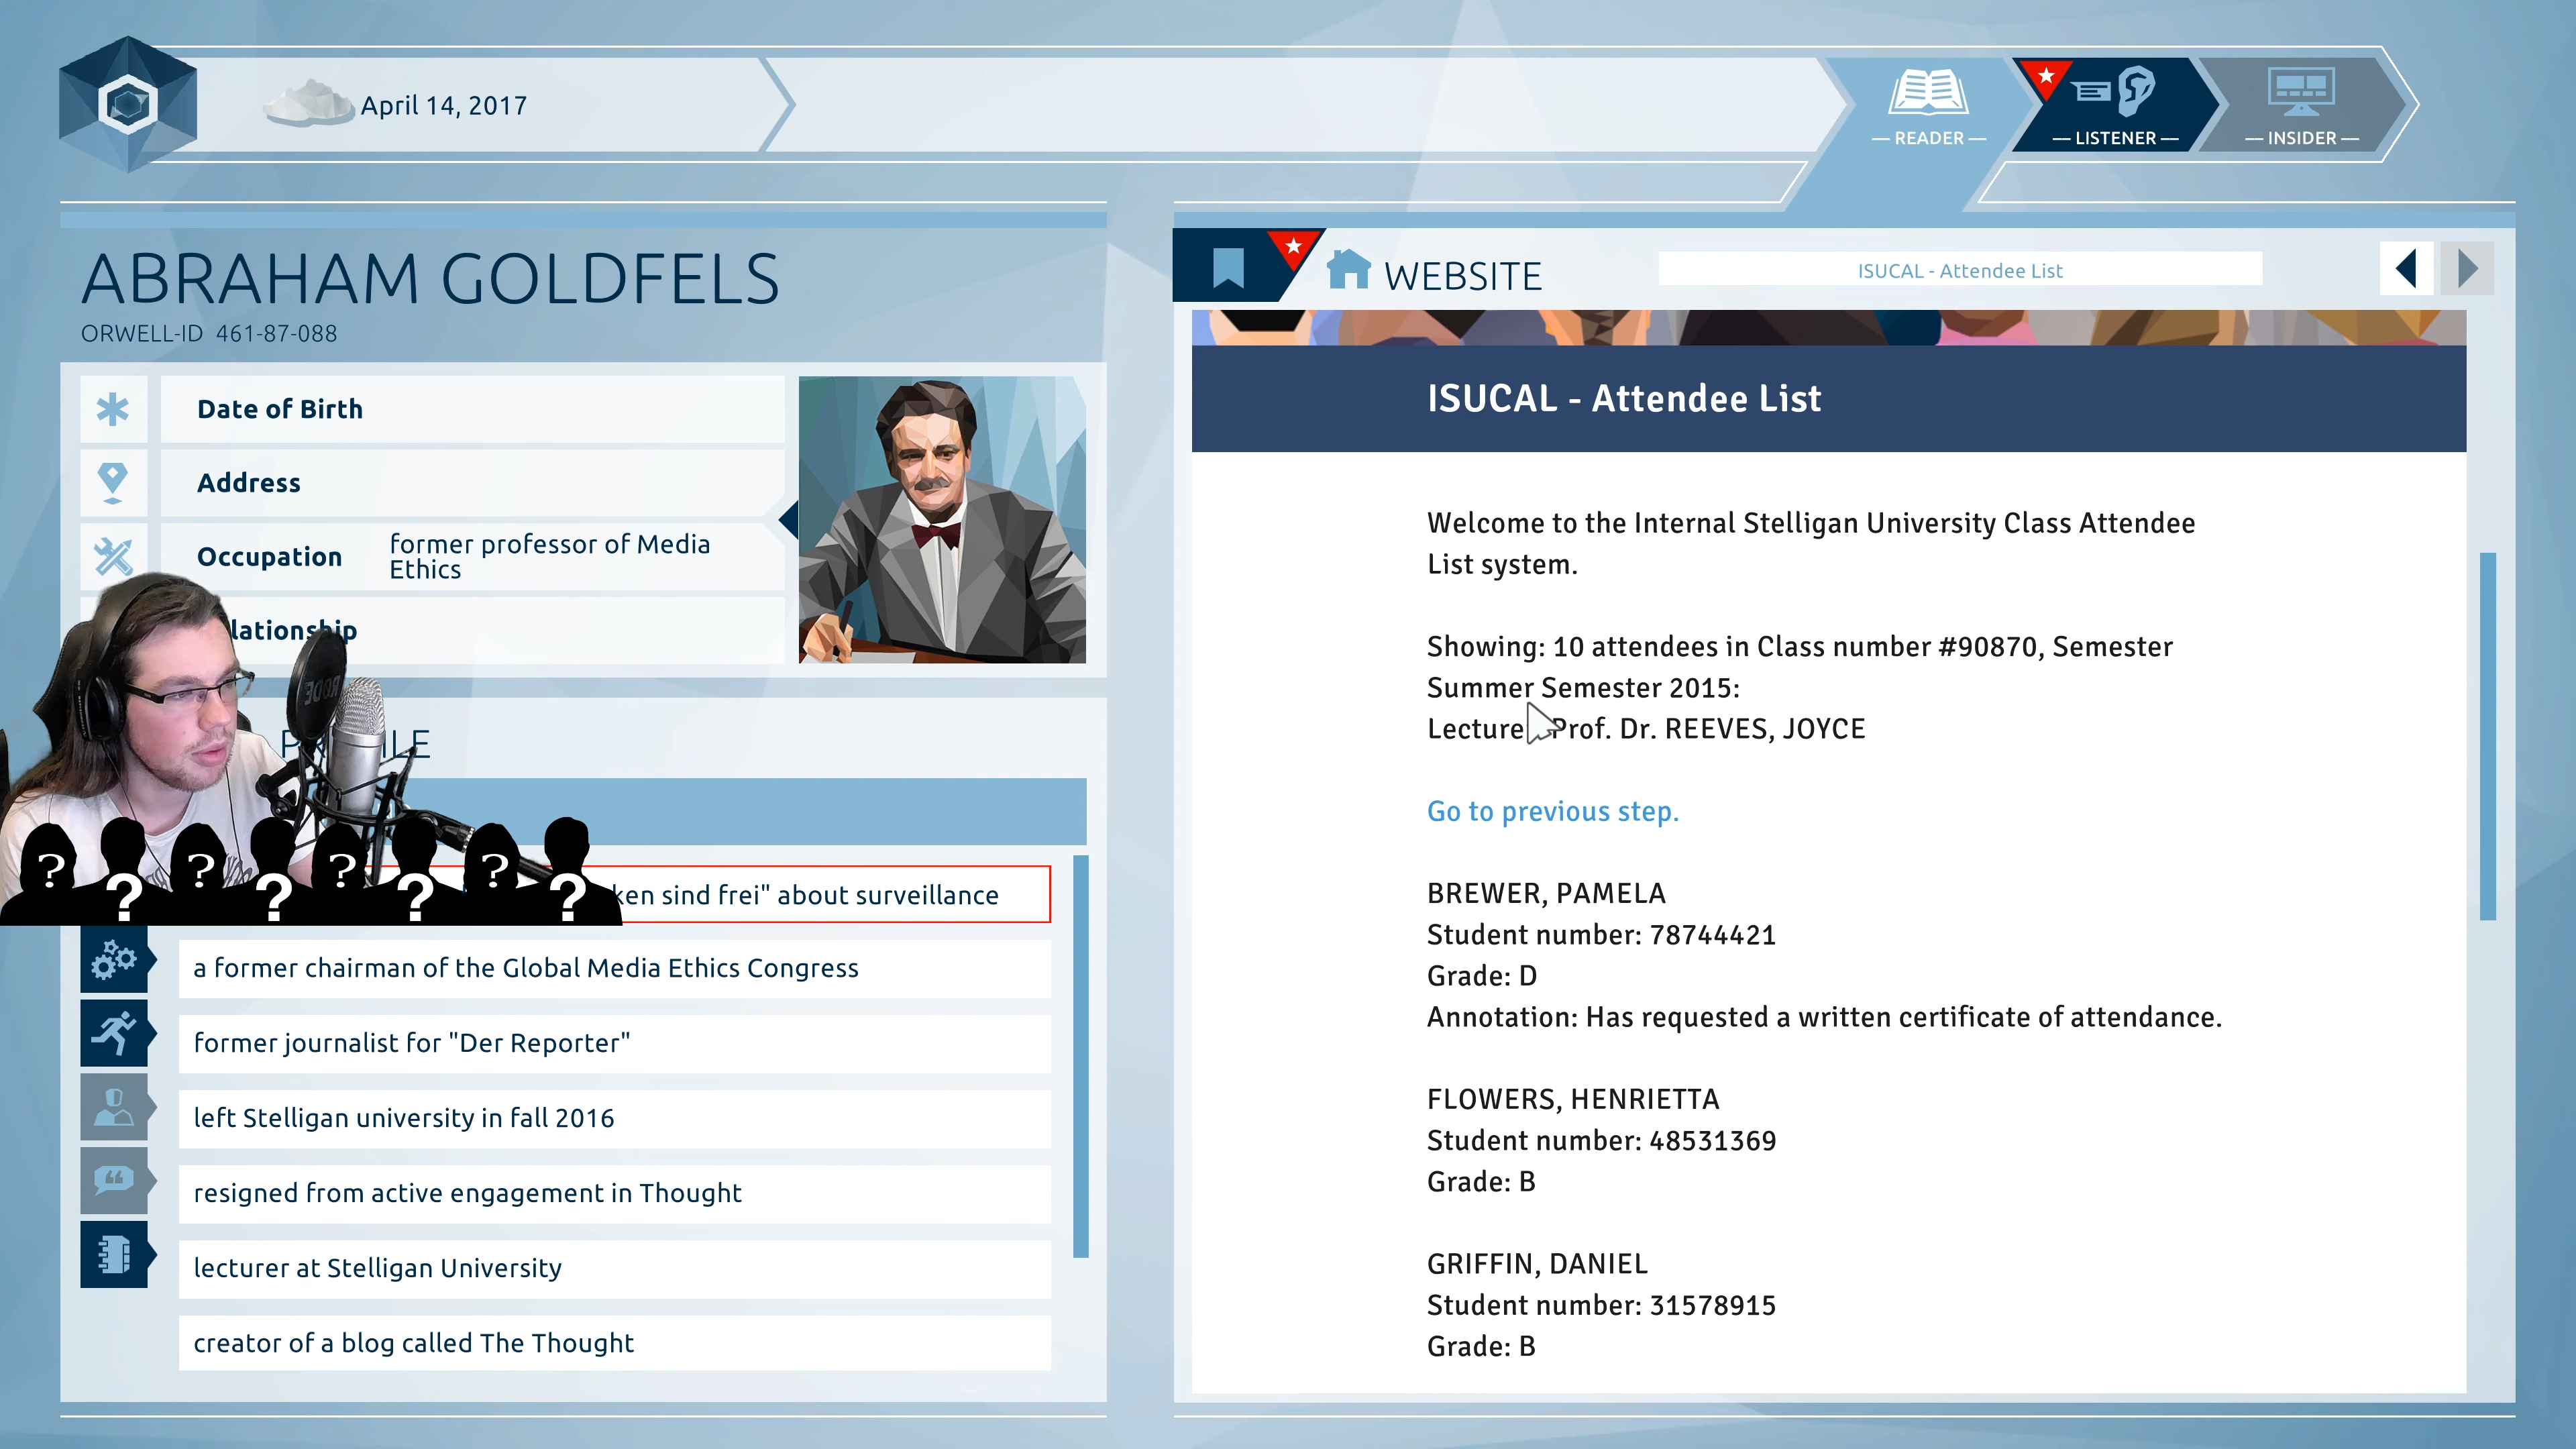 April 14, 2017
— READER —
— LISTENER —
— INSIDER —
ABRAHAM GOLDFELS
ORWELL-ID 461-87-088
Date of Birth
Address
Occupation
former professor of Media
Ethics
lationship
RODE
ken sind frei" about surveillance
a former chairman of the Global Media Ethics Congress
former journalist for "Der Reporter"
left Stelligan university in fall 2016
resigned from active engagement in Thought
lecturer at Stelligan University
creator of a blog called The Thought
? ? ? ? ? ? ? ?
WEBSITE
ISUCAL - Attendee List
ISUCAL - Attendee List
Welcome to the Internal Stelligan University Class Attendee
List system.
Showing: 10 attendees in Class number #90870, Semester
Summer Semester 2015:
Lecture Prof. Dr. REEVES, JOYCE
Go to previous step.
BREWER, PAMELA
Student number: 78744421
Grade: D
Annotation: Has requested a written certificate of attendance.
FLOWERS, HENRIETTA
Student number: 48531369
Grade: B
GRIFFIN, DANIEL
Student number: 31578915
Grade: B